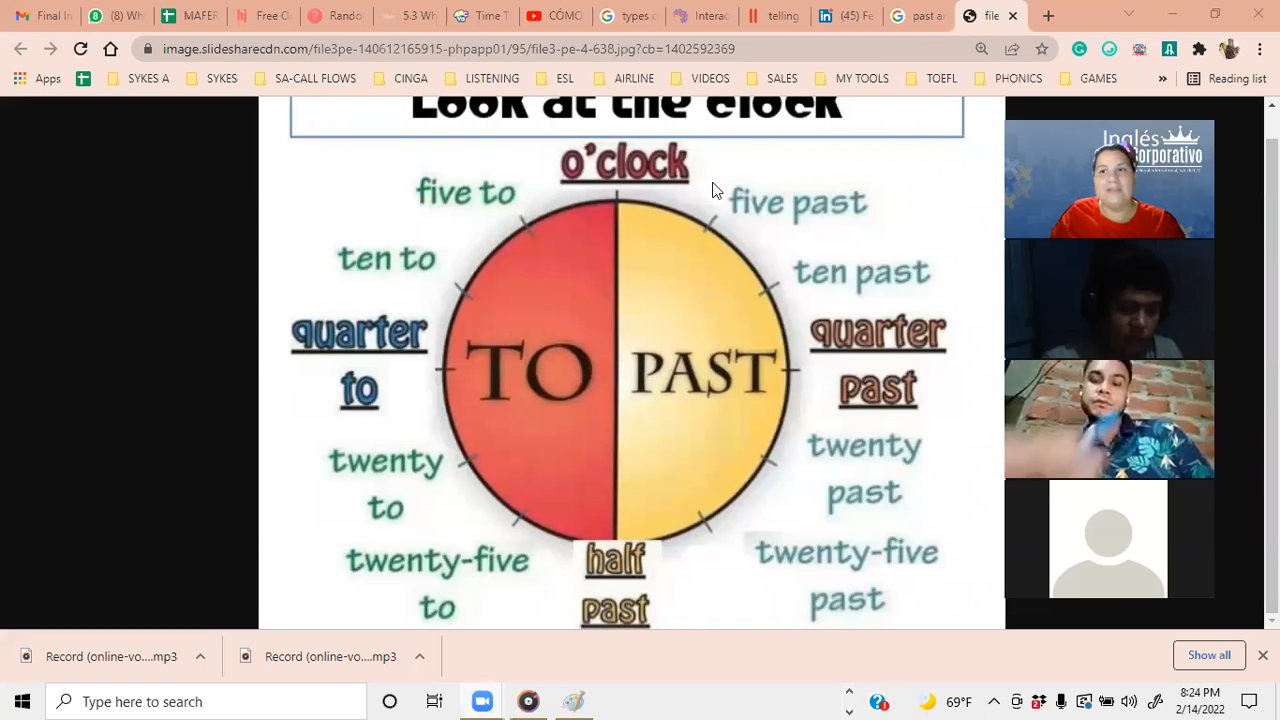 Final In
(8) Wh
MAFER
Free O
Rando
5.3 Wh
Time T
CÓMO
types c
Interac
telling
(45) Fe
past a
file
image.slidesharecdn.com/file3pe-140612165915-phpapp01/95/file3-pe-4-638.jpg?cb=1402592369
Apps
SYKES A
SYKES
SA-CALL FLOWS
CINGA
LISTENING
ESL
AIRLINE
VIDEOS
SALES
MY TOOLS
TOEFL
PHONICS
GAMES
»
Reading list
Look at the clock
o'clock
five to
five past
ten to
ten past
quarter
to
quarter
past
TO PAST
twenty
to
twenty
past
twenty-five
to
half
past
twenty-five
past
Inglés
Corporativo
Record (online-vo....mp3
Record (online-vo....mp3
Show all
Type here to search
69°F
8:24 PM
2/14/2022